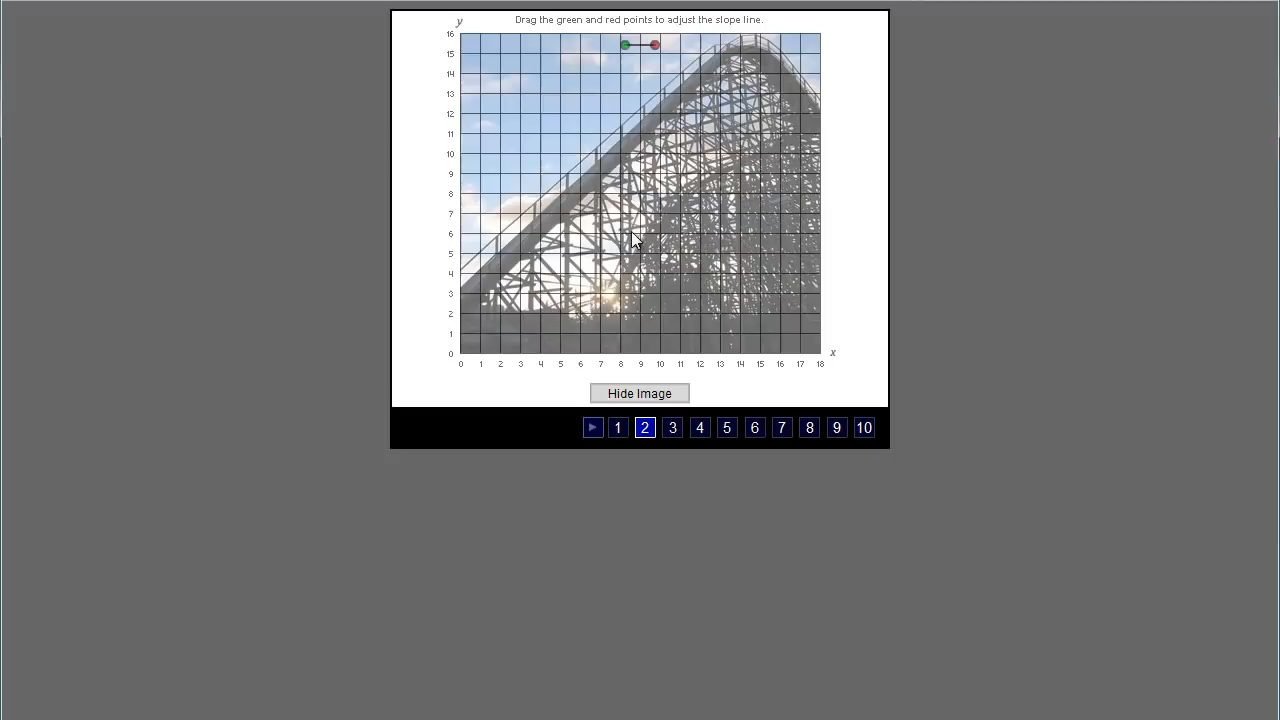 y
Drag the green and red points to adjust the slope line.
16
15
14
13
12
11
10
9
8
7
6
5
4
3
2
1
0
0 1 2 3 4 5 6 7 8 9 10 11 12 13 14 15 16 17 18
x
Hide Image
1 2 3 4 5 6 7 8 9 10